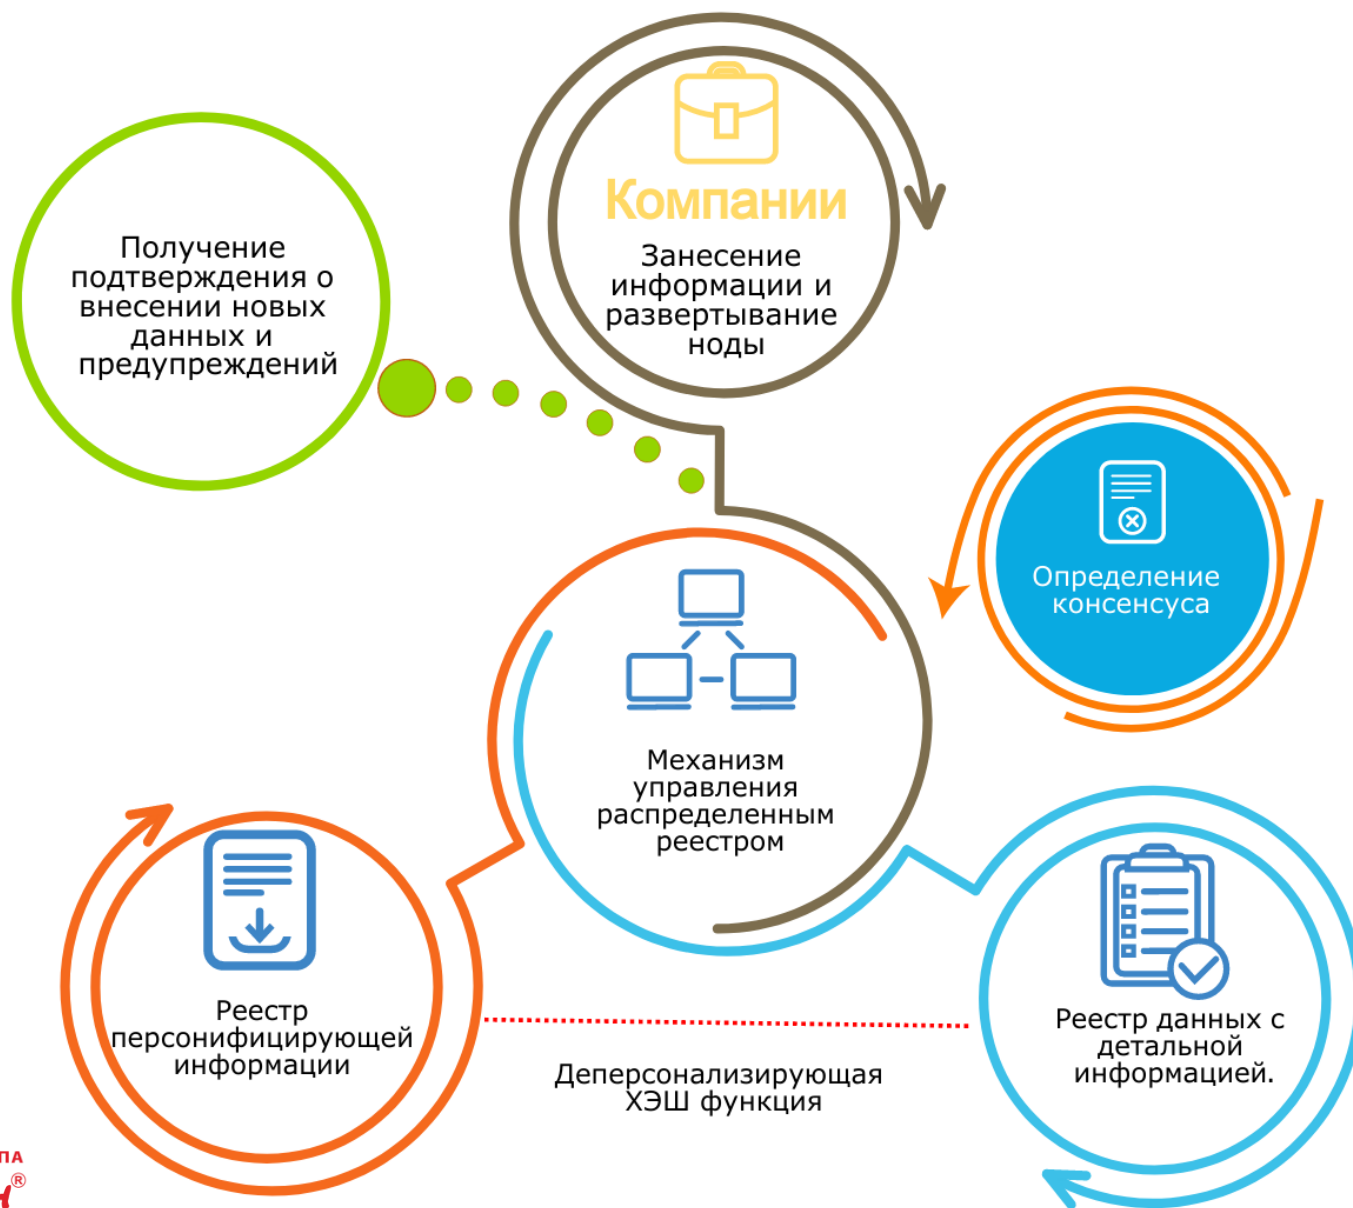 Компании
Занесение
информации и
развертывание
ноды
Получение
подтверждения о
внесении новых
данных и
предупреждений
Определение
консенсуса
Механизм
управления
распределенным
реестром
Реестр
персонифицирующей
информации
Реестр данных с
детальной
информацией.
Деперсонализирующая
ХЭШ функция
ПА
®